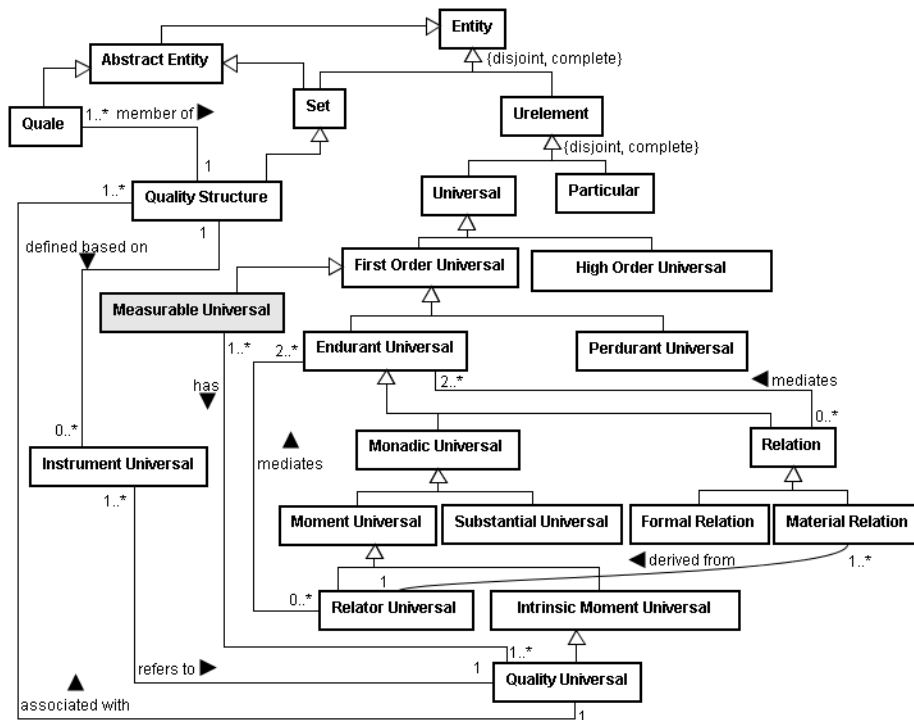 Entity
Abstract Entity
{disjoint, complete}
Set
Quale
1..* member of
Urelement
{disjoint, complete}
1
1..*
Quality Structure
Universal
Particular
1
defined based on
First Order Universal
High Order Universal
Measurable Universal
1..*
2..*
Endurant Universal
Perdurant Universal
has
2..*
mediates
0..*
0..*
Instrument Universal
mediates
Monadic Universal
Relation
1..*
Moment Universal
Substantial Universal
Formal Relation
Material Relation
derived from
1..*
1
0..*
Relator Universal
Intrinsic Moment Universal
1..*
refers to
1
Quality Universal
associated with
1